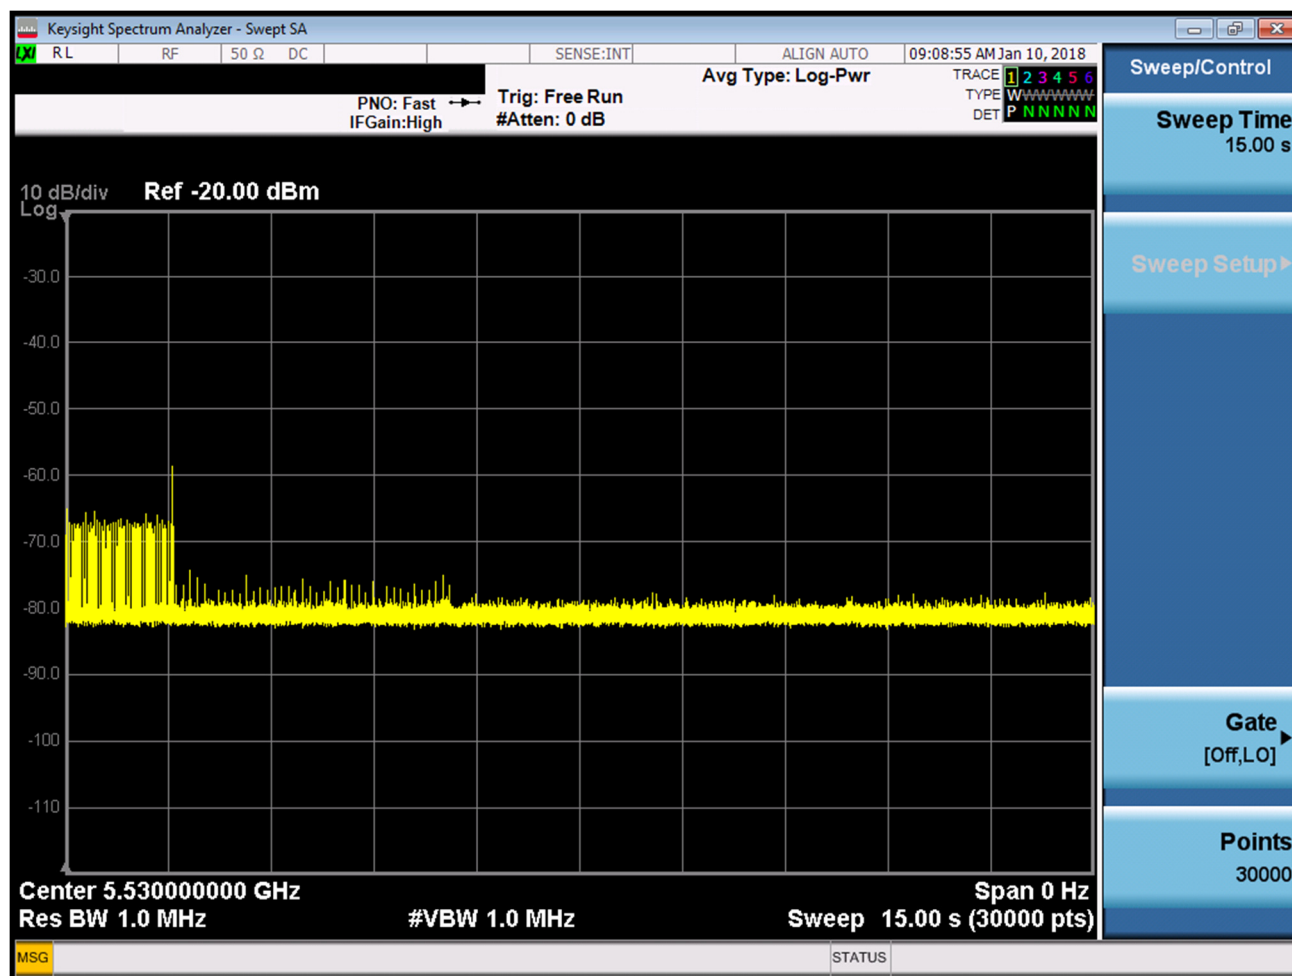 Keysight Spectrum Analyzer - Swept SA
LXI RL RF 50 Ω DC SENSE:INT ALIGN AUTO 09:08:55 AM Jan 10, 2018
PNO: Fast
IFGain:High
Trig: Free Run
#Atten: 0 dB
Avg Type: Log-Pwr
TRACE 1 2 3 4 5 6
TYPE WWWWWW
DET P N N N N N
10 dB/div
Log
Ref -20.00 dBm
-30.0
-40.0
-50.0
-60.0
-70.0
-80.0
-90.0
-100
-110
Center 5.530000000 GHz
Span 0 Hz
Res BW 1.0 MHz
#VBW 1.0 MHz
Sweep 15.00 s (30000 pts)
MSG
STATUS
Sweep/Control
Sweep Time
15.00 s
Sweep Setup
Gate
[Off,LO]
Points
30000